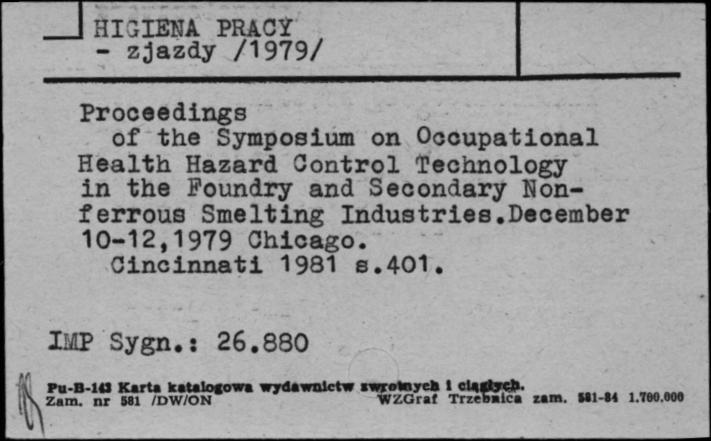 HIGIENA PRACY
- zjazdy /1979/
Proceedings
of the Symposium on Occupational
Health Hazard Control Technology
in the Foundry and Secondary Non-
ferrous Smelting Industries.December
10-12,1979 Chicago.
Cincinnati 1981 s.401.
IMP Sygn.: 26.880
Pu-B-143 Karta katalogowa wydawnictw zwrotnych i ciągłych.
Zam. nr 581 /DW/ON WZGraf Trzebnica zam. 581-84 1.700.000